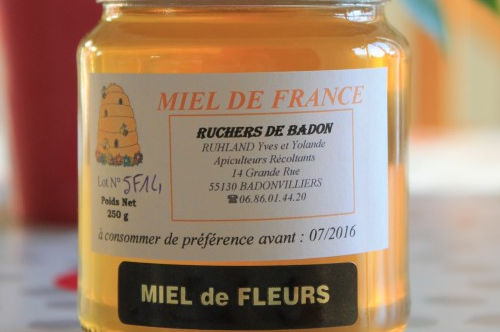 MIEL DE FRANCE
RUCHERS DE BADON
RUHLAND Yves et Yolande
Apiculteurs Récoltants
14 Grande Rue
55130 BADONVILLIERS
☎06.86.01.44.20
Lot N° 5F14
Poids Net
250 g
à consommer de préférence avant : 07/2016
MIEL de FLEURS